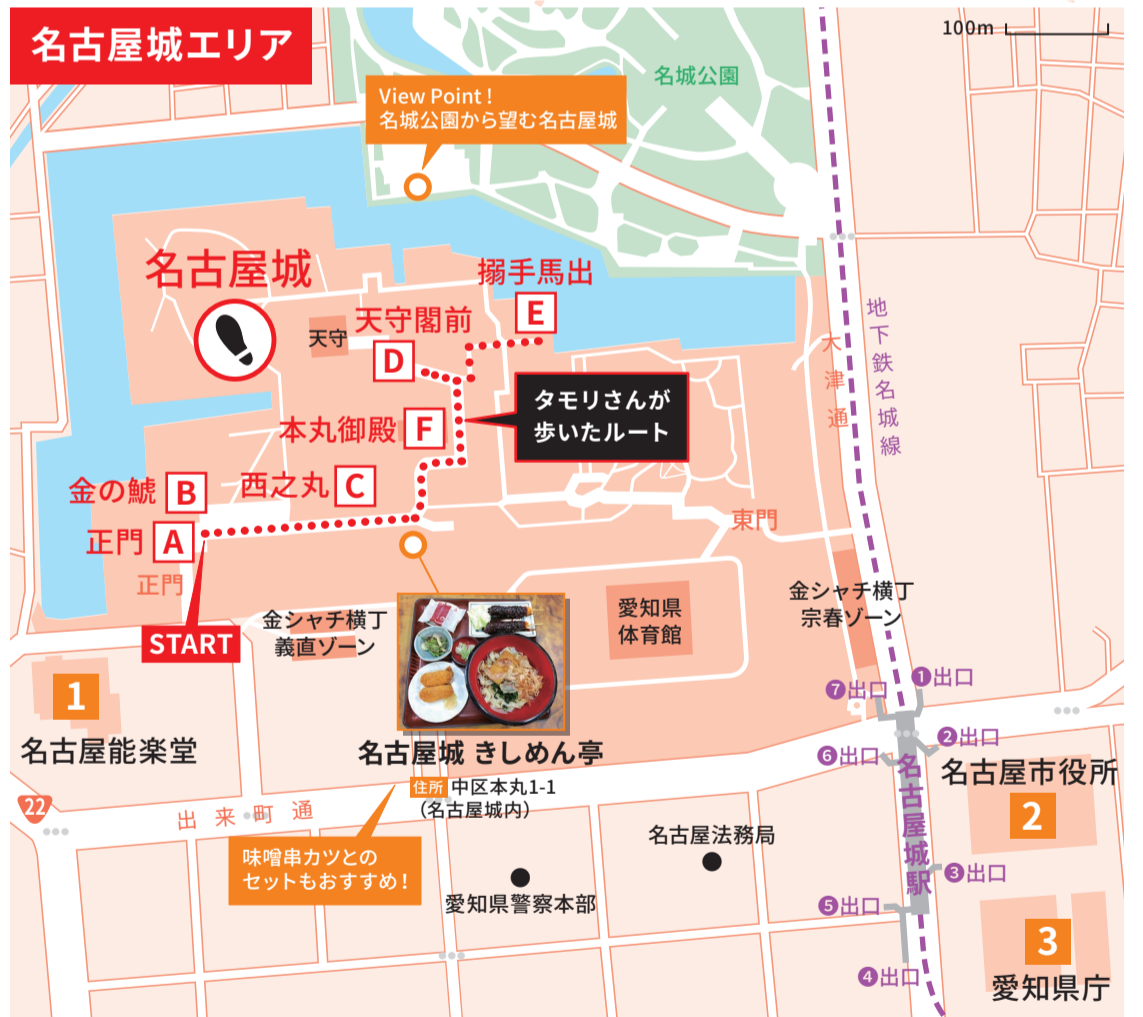 名古屋城エリア
100m
名城公園
View Point！
名城公園から望む名古屋城
名古屋城
搦手馬出
E
天守閣前
天守
D
地下鉄名城線
大津通
タモリさんが
歩いたルート
本丸御殿 F
金の鯱 B
西之丸 C
正門 A
東門
正門
START
金シャチ横丁
義直ゾーン
愛知県
体育館
金シャチ横丁
宗春ゾーン
1
名古屋能楽堂
❼出口
❶出口
❷出口
❻出口
名古屋城 きしめん亭
住所 中区本丸1-1
（名古屋城内）
名古屋市役所
2
名古屋城駅
22
出来町通
味噌串カツとの
セットもおすすめ！
名古屋法務局
愛知県警察本部
❸出口
❺出口
❹出口
3
愛知県庁